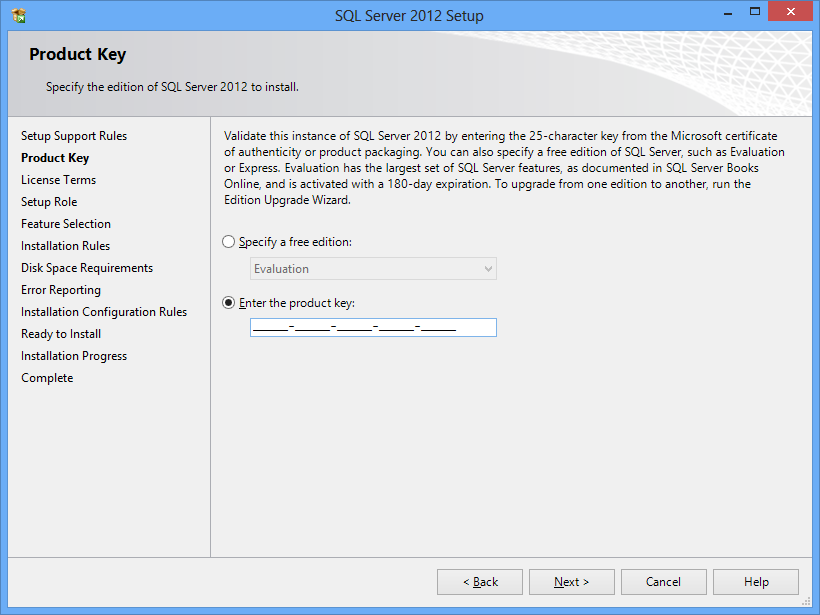 SQL Server 2012 Setup
Product Key
Specify the edition of SQL Server 2012 to install.
Setup Support Rules
Product Key
License Terms
Setup Role
Feature Selection
Installation Rules
Disk Space Requirements
Error Reporting
Installation Configuration Rules
Ready to Install
Installation Progress
Complete
Validate this instance of SQL Server 2012 by entering the 25-character key from the Microsoft certificate
of authenticity or product packaging. You can also specify a free edition of SQL Server, such as Evaluation
or Express. Evaluation has the largest set of SQL Server features, as documented in SQL Server Books
Online, and is activated with a 180-day expiration. To upgrade from one edition to another, run the
Edition Upgrade Wizard.
Specify a free edition:
Evaluation
Enter the product key:
_____-_____-_____-_____-_____
< Back
Next >
Cancel
Help